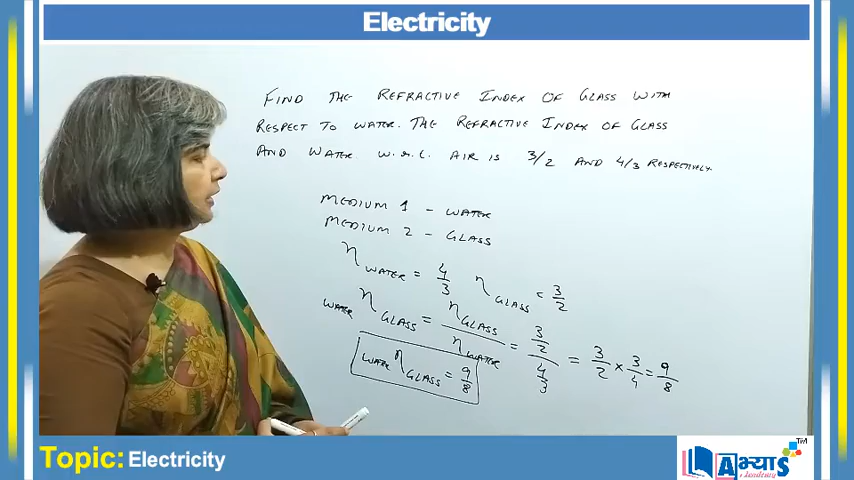 Electricity
FIND THE REFRACTIVE INDEX OF GLASS WITH
RESPECT TO WATER. THE REFRACTIVE INDEX OF GLASS
AND WATER w.r.t. AIR IS 3/2 AND 4/3 RESPECTIVELY.
MEDIUM 1 - WATER
MEDIUM 2 - GLASS
η WATER = 4/3 η GLASS = 3/2
WATER η GLASS = η GLASS / η WATER = 3/2 / 4/3 = 3/2 × 3/4 = 9/8
WATER η GLASS = 9/8
Topic: Electricity
अभ्यास TM
Academy